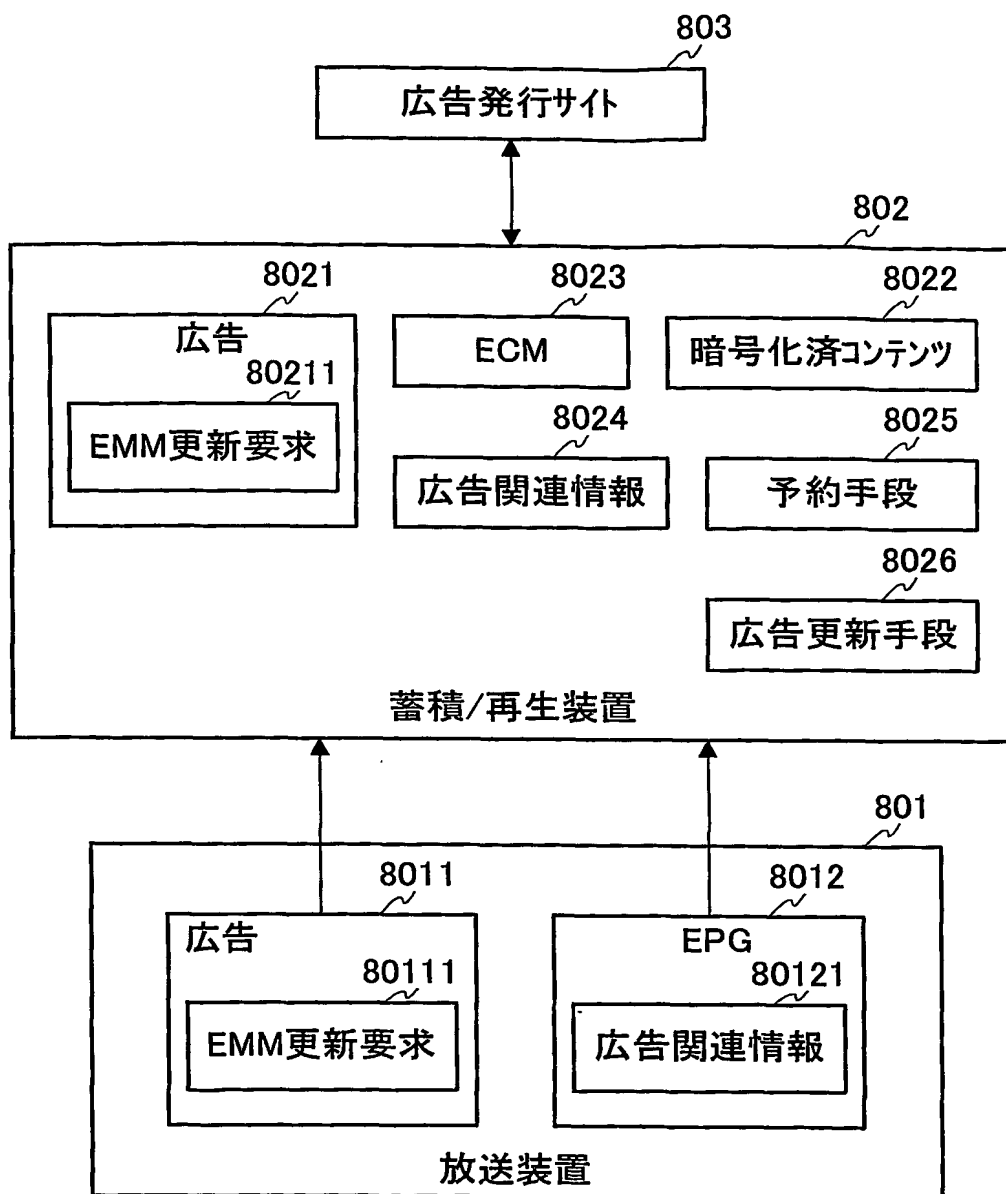 803
広告発行サイト
802
8021
広告
80211
EMM更新要求
8023
ECM
8022
暗号化済コンテンツ
8024
広告関連情報
8025
予約手段
8026
広告更新手段
蓄積/再生装置
801
8011
広告
80111
EMM更新要求
8012
EPG
80121
広告関連情報
放送装置